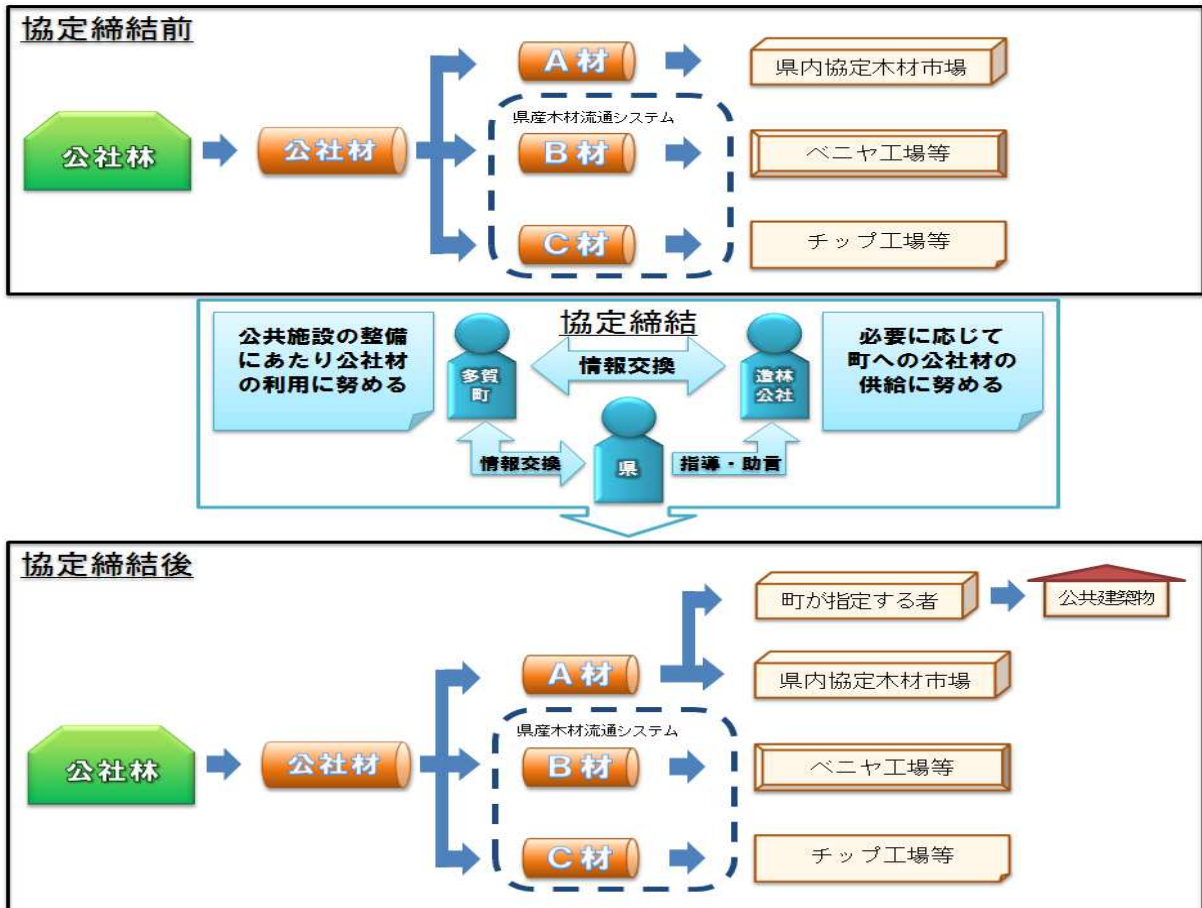 協定締結前
公社林
公社材
A材
県内協定木材市場
県産木材流通システム
B材
ベニヤ工場等
C材
チップ工場等
協定締結
公共施設の整備
にあたり公社材
の利用に努める
多賀
町
情報交換
造林
公社
必要に応じて
町への公社材の
供給に努める
情報交換
県
指導・助言
協定締結後
公社林
公社材
A材
町が指定する者
公共建築物
県内協定木材市場
県産木材流通システム
B材
ベニヤ工場等
C材
チップ工場等